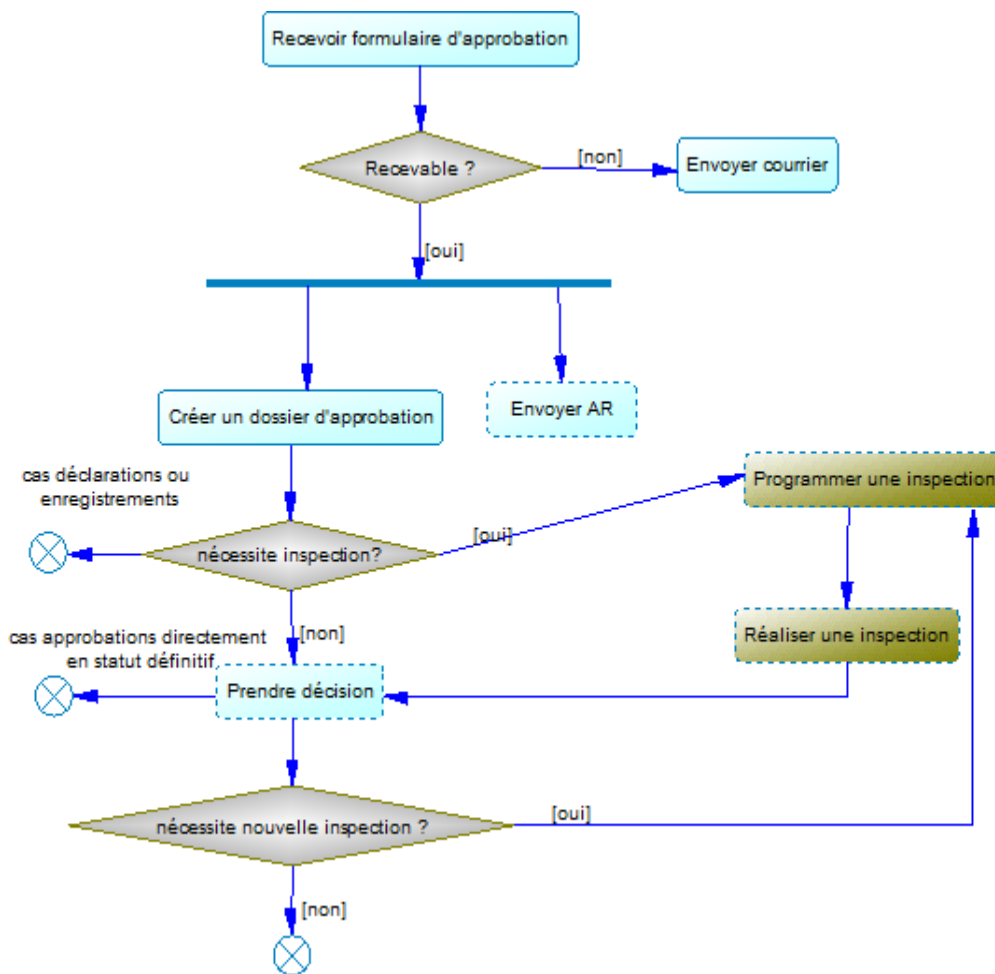 Recevoir formulaire d'approbation
Recevable ?
[non]
Envoyer courrier
[oui]
Créer un dossier d'approbation
Envoyer AR
cas déclarations ou
enregistrements
Programmer une inspection
nécessite inspection?
[oui]
[non]
cas approbations directement
en statut définitif
Réaliser une inspection
Prendre décision
nécessite nouvelle inspection ?
[oui]
[non]